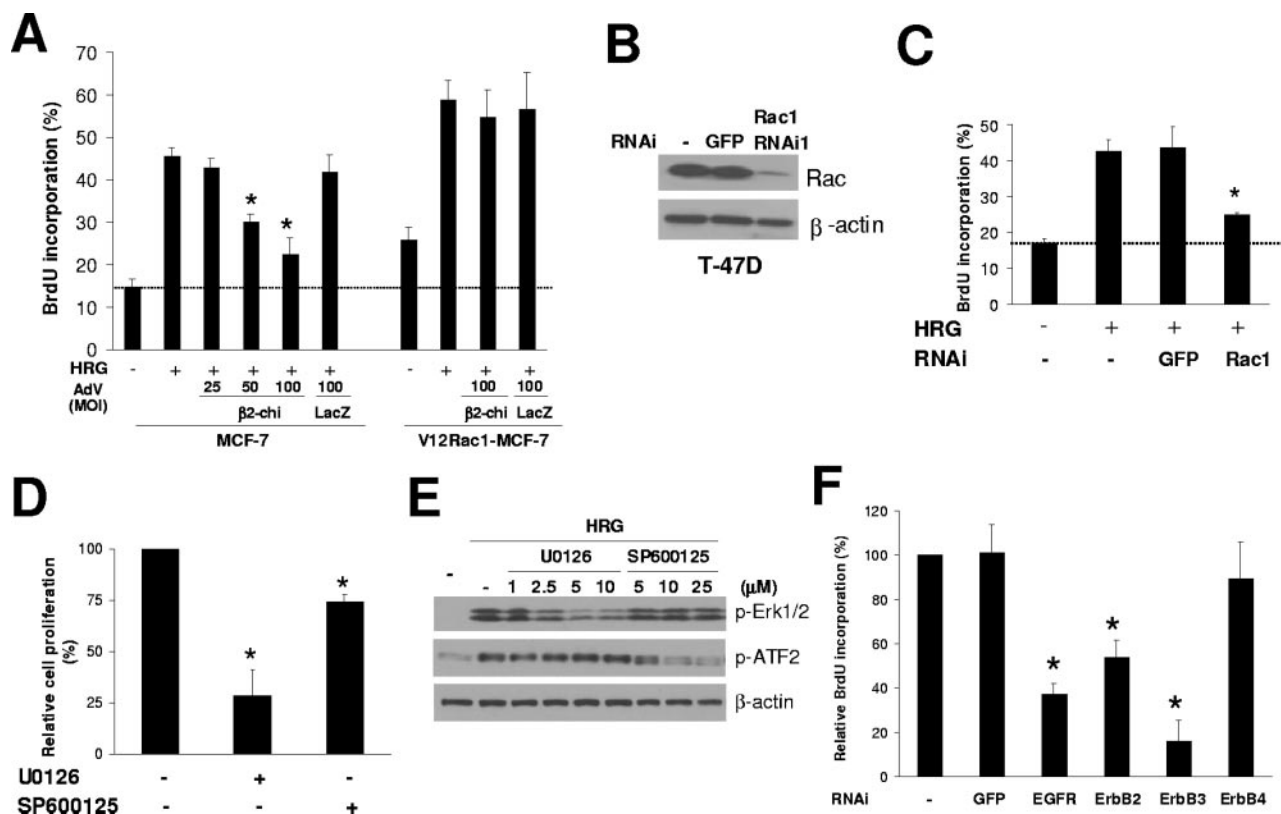 A
BrdU incorporation (%)
70
60
50
40
30
20
10
0
HRG - + + + + + - + + +
AdV (MOI) 25 50 100 100 100 100
β2-chi LacZ β2-chi LacZ
MCF-7 V12Rac1-MCF-7
* *
B
Rac1
RNAi - GFP RNAi1
Rac
β-actin
T-47D
C
BrdU incorporation (%)
50
40
30
20
10
0
*
HRG - + + +
RNAi - - GFP Rac1
D
Relative cell proliferation (%)
100
75
50
25
0
* *
U0126 - + -
SP600125 - - +
E
HRG
U0126 SP600125
- - 1 2.5 5 10 5 10 25 (μM)
p-Erk1/2
p-ATF2
β-actin
F
Relative BrdU incorporation (%)
120
100
80
60
40
20
0
* * *
RNAi - GFP EGFR ErbB2 ErbB3 ErbB4